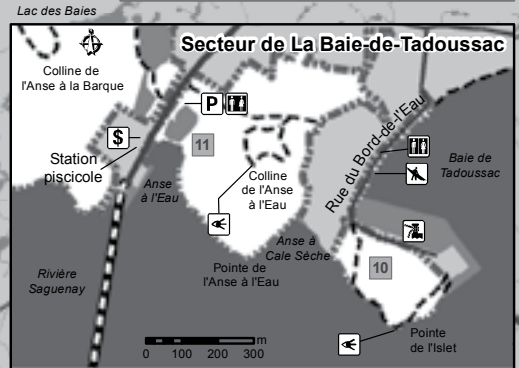 Lac des Baies
Secteur de La Baie-de-Tadoussac
Colline de
l'Anse à la Barque
P
$
Station
piscicole
11
Colline
de l'Anse
à l'Eau
Rue du Bord-de-l'Eau
Baie de
Tadoussac
Anse
à l'Eau
Anse à
Cale Sèche
Rivière
Saguenay
Pointe de
l'Anse à l'Eau
10
Pointe
de l'Islet
0 100 200 300 m